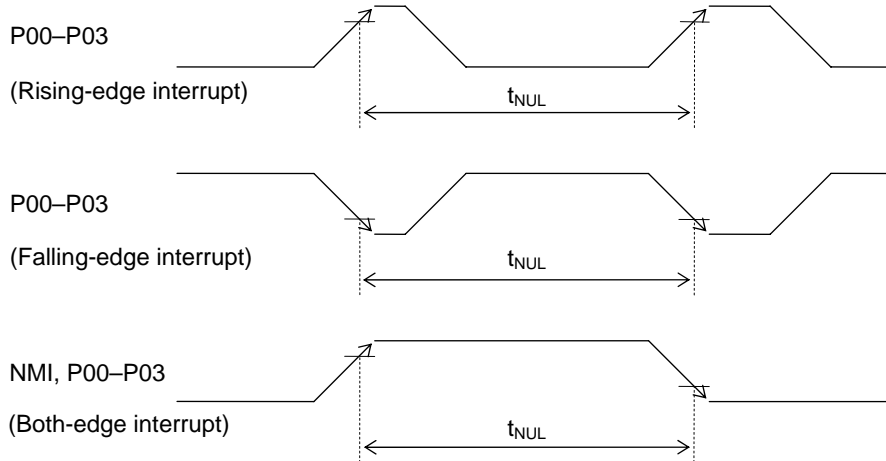 P00–P03
(Rising-edge interrupt)
tNUL
P00–P03
(Falling-edge interrupt)
tNUL
NMI, P00–P03
(Both-edge interrupt)
tNUL